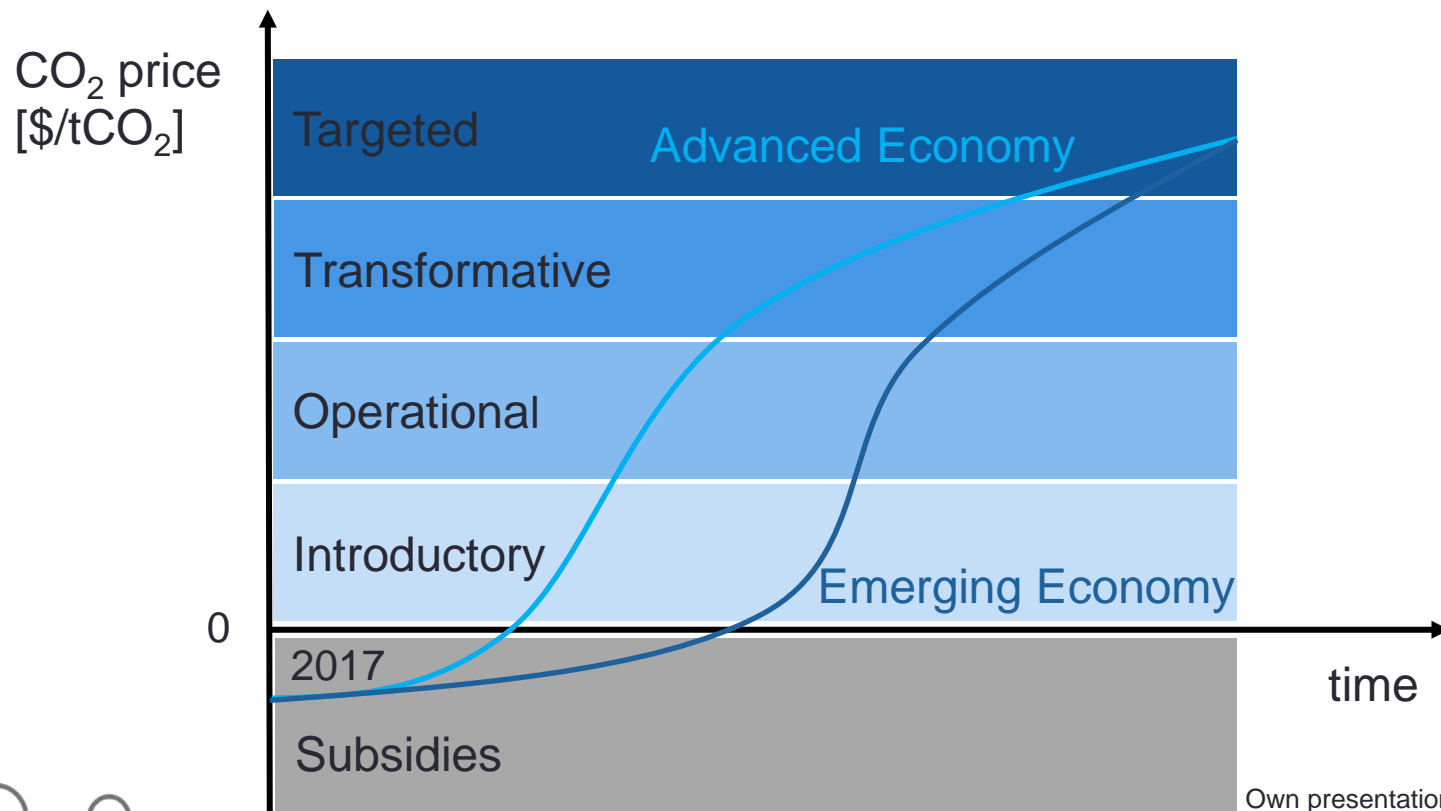 CO₂ price
[$/tCO₂]
Targeted
Advanced Economy
Transformative
Operational
Introductory
Emerging Economy
0
2017
time
Subsidies
Own presentation